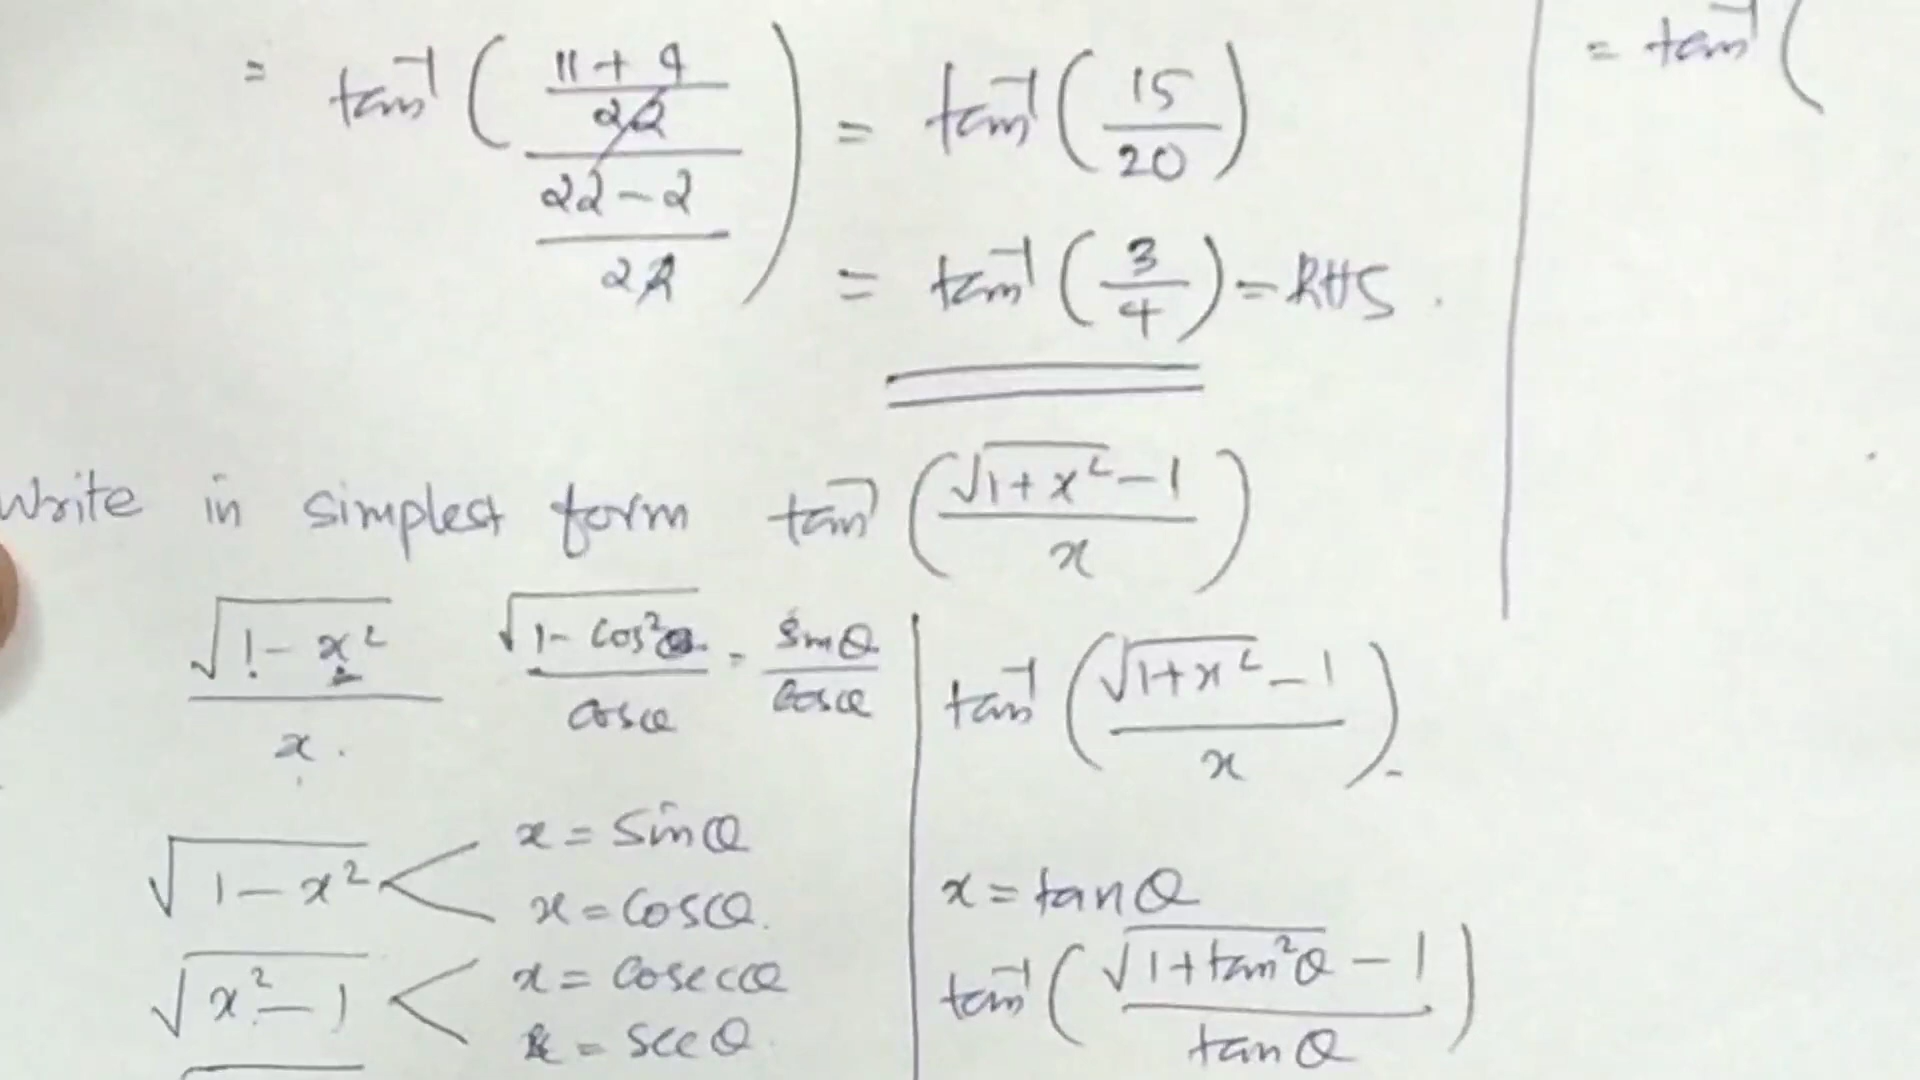 = tan⁻¹ ( (11 + 4)/22 / (22 - 2)/22 ) = tan⁻¹ ( 15/20 )
= tan⁻¹ ( 3/4 ) = RHS .
= tan⁻¹ (
Write in simplest form tan⁻¹ ( (√(1+x²) - 1)/x )
√(1 - x²)/x . √(1 - cos²θ)/cosθ = sinθ/cosθ
√(1 - x²) < x = sinθ
x = cosθ.
√(x² - 1) < x = cosecθ
x = secθ
tan⁻¹ ( (√(1+x²) - 1)/x )
x = tanθ
tan⁻¹ ( (√(1+tan²θ) - 1)/tanθ )